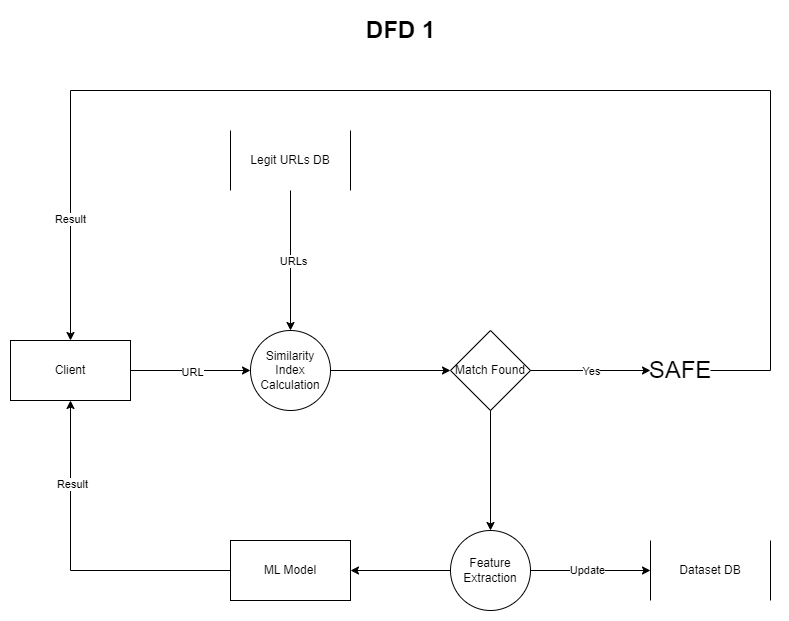 DFD 1
Legit URLs DB
Result
URLs
Client
URL
Similarity
Index
Calculation
Match Found
Yes
SAFE
Result
ML Model
Feature
Extraction
Update
Dataset DB